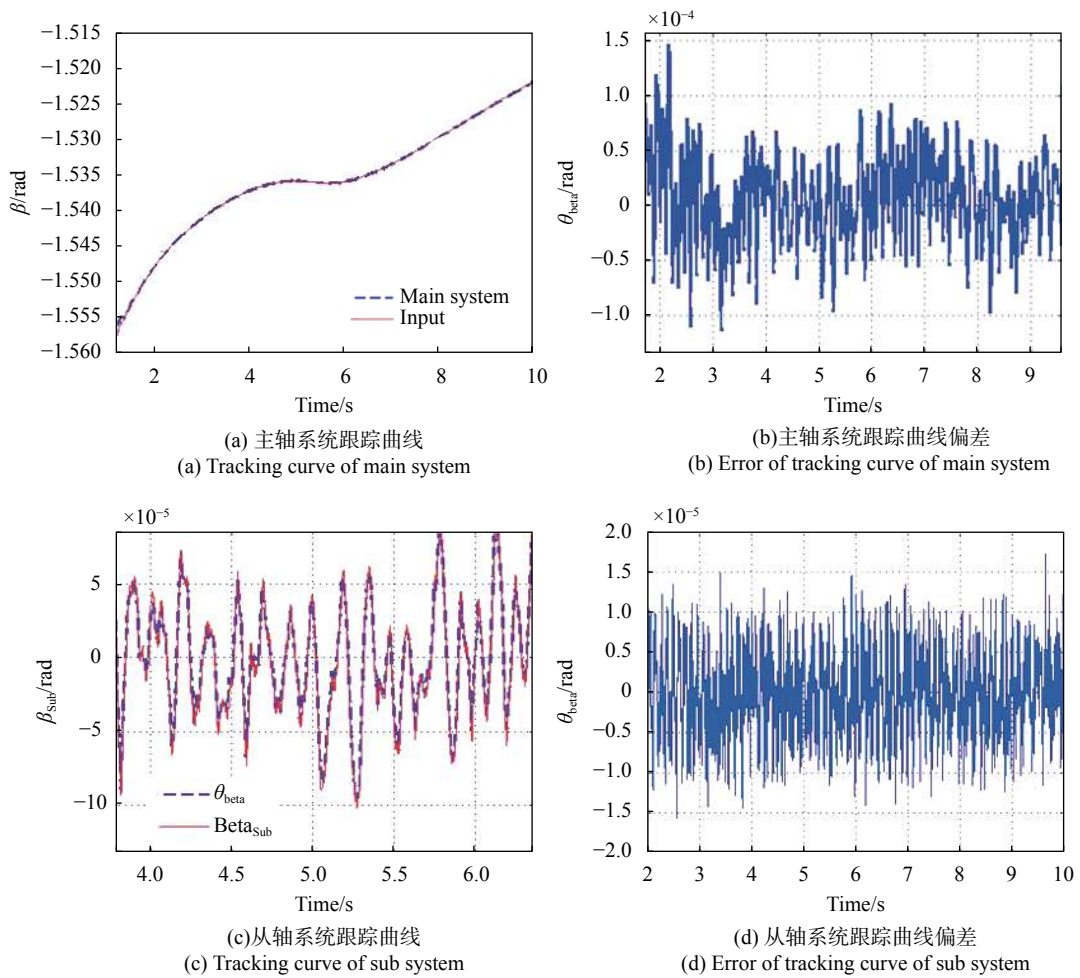 −1.515
−1.520
−1.525
−1.530
−1.535
−1.540
−1.545
−1.550
−1.555
−1.560
β/rad
Main system
Input
2 4 6 8 10
Time/s
(a) 主轴系统跟踪曲线
(a) Tracking curve of main system
×10⁻⁴
1.5
1.0
0.5
0
−0.5
−1.0
θbeta/rad
2 3 4 5 6 7 8 9
Time/s
(b)主轴系统跟踪曲线偏差
(b) Error of tracking curve of main system
×10⁻⁵
5
0
−5
−10
βSub/rad
θbeta
BetaSub
4.0 4.5 5.0 5.5 6.0
Time/s
(c)从轴系统跟踪曲线
(c) Tracking curve of sub system
×10⁻⁵
2.0
1.5
1.0
0.5
0
−0.5
−1.0
−1.5
−2.0
θbeta/rad
2 3 4 5 6 7 8 9 10
Time/s
(d) 从轴系统跟踪曲线偏差
(d) Error of tracking curve of sub system